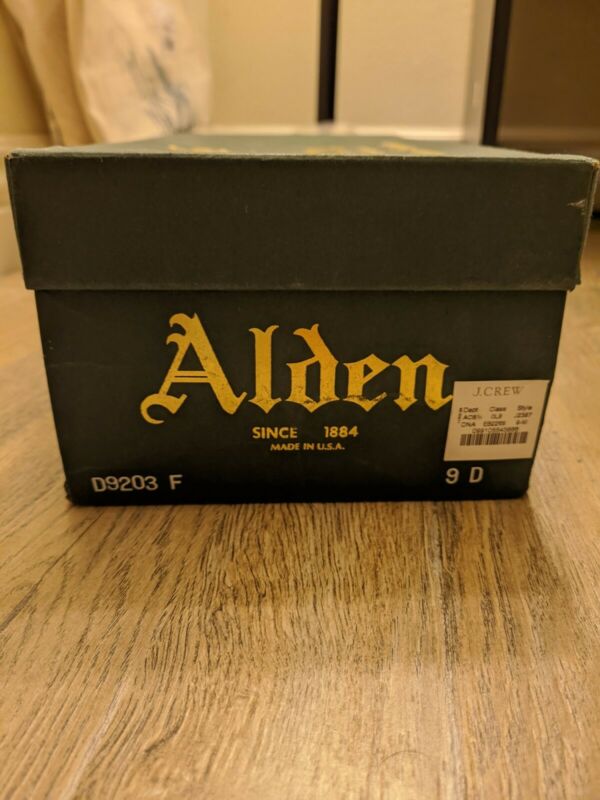 Alden
SINCE 1884
MADE IN U.S.A.
D9203 F
9 D
J.CREW
Dept Class Style